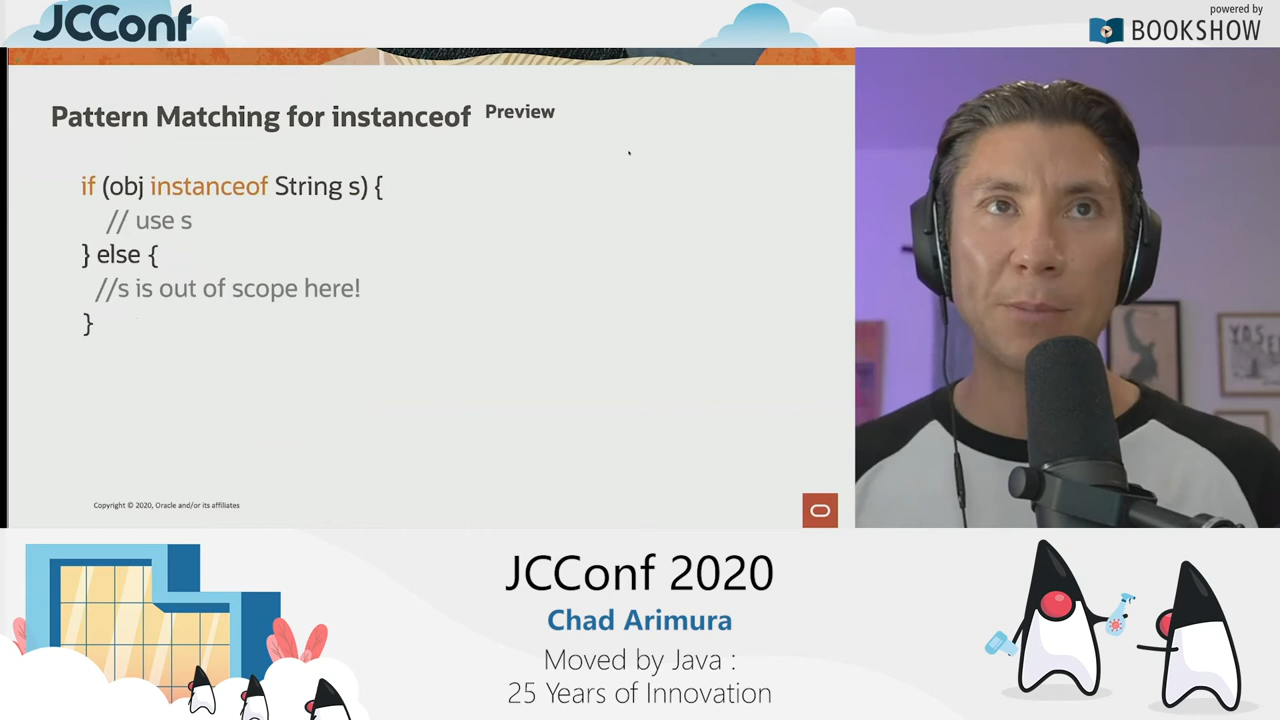 JCConf
powered by
BOOKSHOW
Pattern Matching for instanceof Preview
if (obj instanceof String s) {
// use s
} else {
//s is out of scope here!
}
Copyright © 2020, Oracle and/or its affiliates
JCConf 2020
Chad Arimura
Moved by Java :
25 Years of Innovation